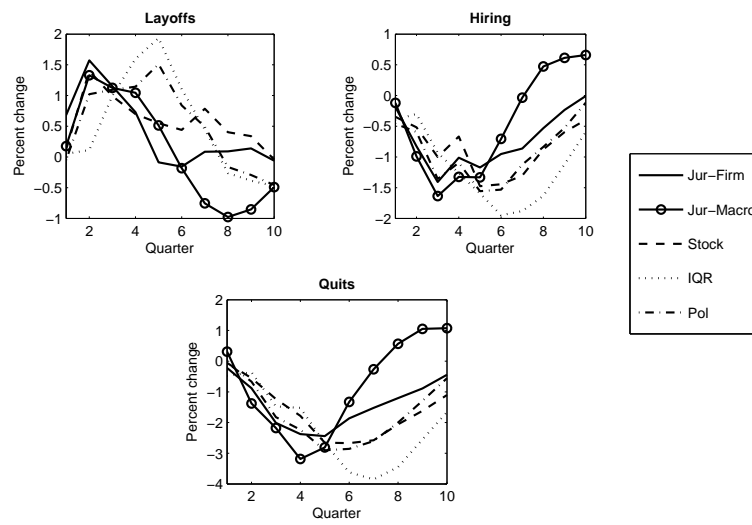 Layoffs
Percent change
2
1.5
1
0.5
0
−0.5
−1
2 4 6 8 10
Quarter
Hiring
Percent change
1
0.5
0
−0.5
−1
−1.5
−2
2 4 6 8 10
Quarter
Quits
Percent change
2
1
0
−1
−2
−3
−4
2 4 6 8 10
Quarter
Jur−Firm
Jur−Macro
Stock
IQR
Pol